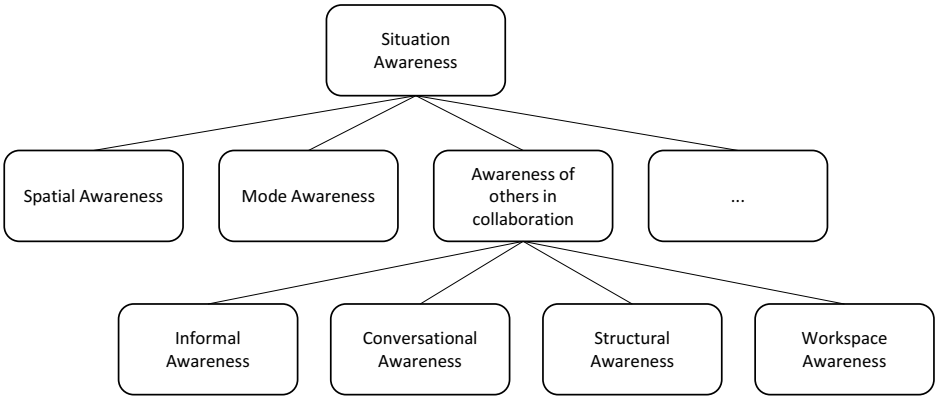 Situation
Awareness
Spatial Awareness
Mode Awareness
Awareness of
others in
collaboration
...
Informal
Awareness
Conversational
Awareness
Structural
Awareness
Workspace
Awareness